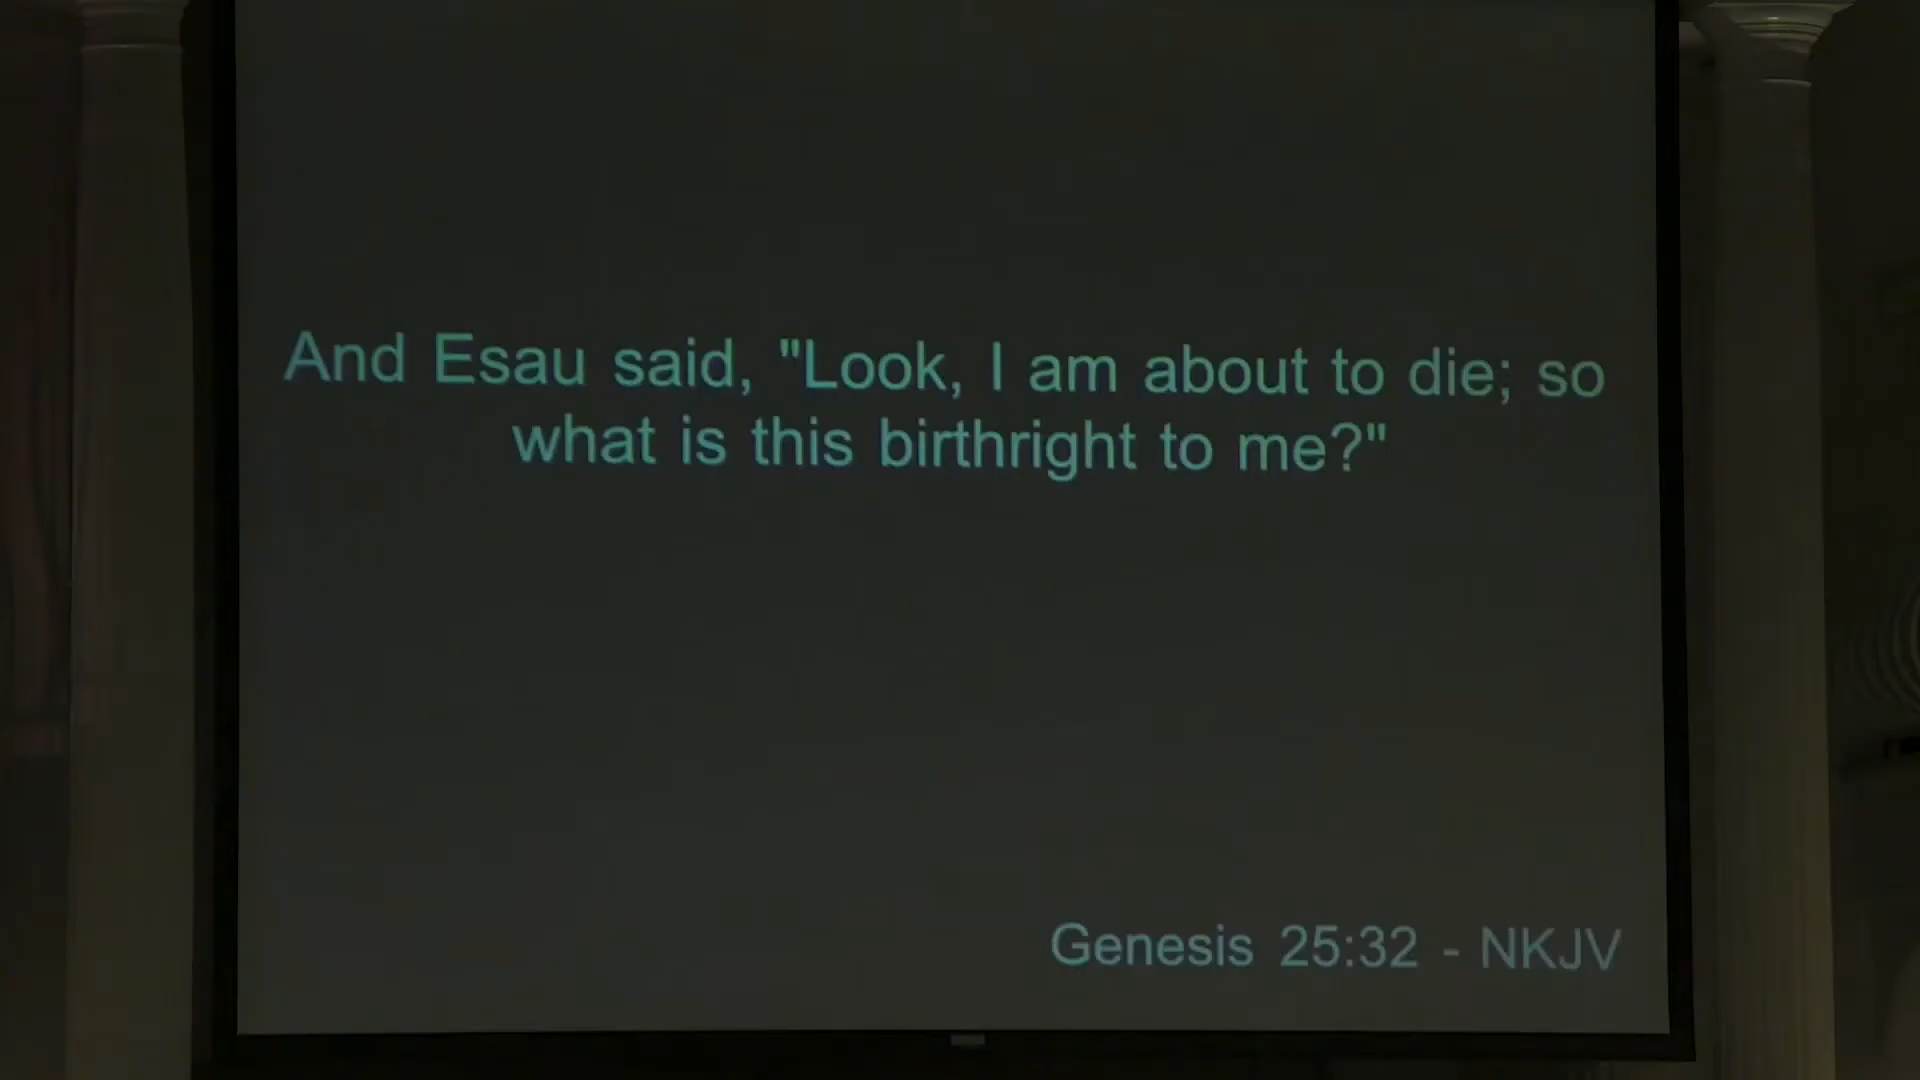 And Esau said, "Look, I am about to die; so
what is this birthright to me?"
Genesis 25:32 - NKJV